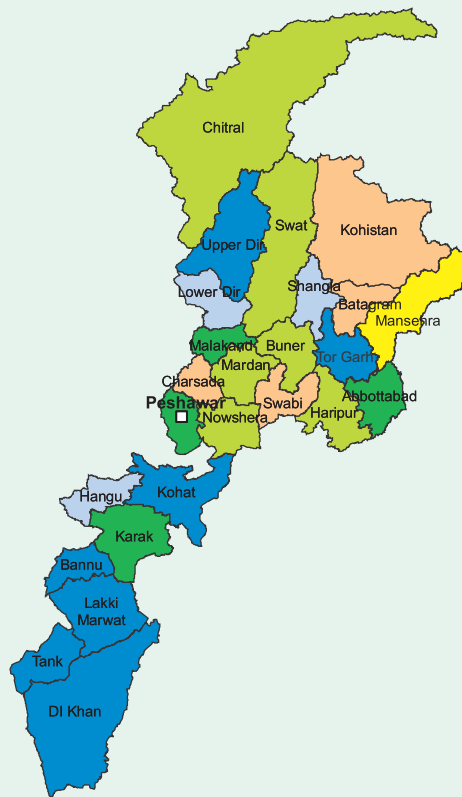 Chitral
Swat
Kohistan
Upper Dir
Shangla
Lower Dir
Batagram
Mansehra
Malakand
Buner
Tor Garh
Mardan
Charsada
Abbottabad
Peshawar
Swabi
Haripur
Nowshera
Kohat
Hangu
Karak
Bannu
Lakki
Marwat
Tank
DI Khan